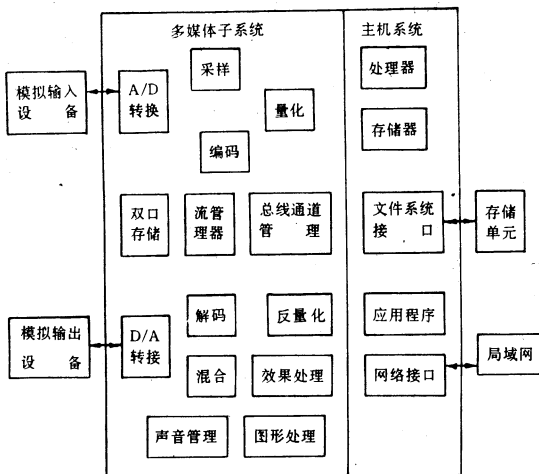 多媒体子系统
主机系统
采样
处理器
模拟输入
设 备
A/D
转换
量化
存储器
编码
双口
存储
流管
理器
总线通道
管 理
文件系统
接 口
存储
单元
解码
反量化
应用程序
模拟输出
设 备
D/A
转接
混合
效果处理
网络接口
局域网
声音管理
图形处理